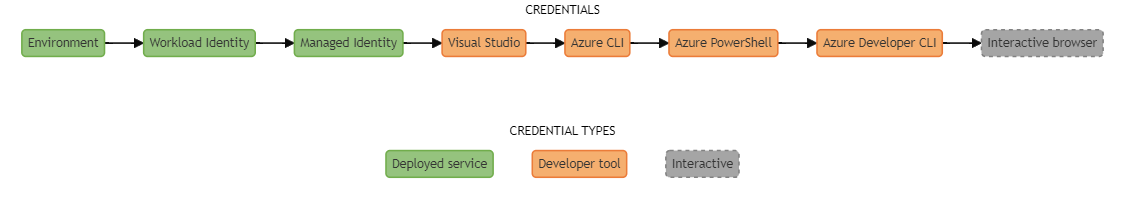 CREDENTIALS
Environment
Workload Identity
Managed Identity
Visual Studio
Azure CLI
Azure PowerShell
Azure Developer CLI
Interactive browser
CREDENTIAL TYPES
Deployed service
Developer tool
Interactive